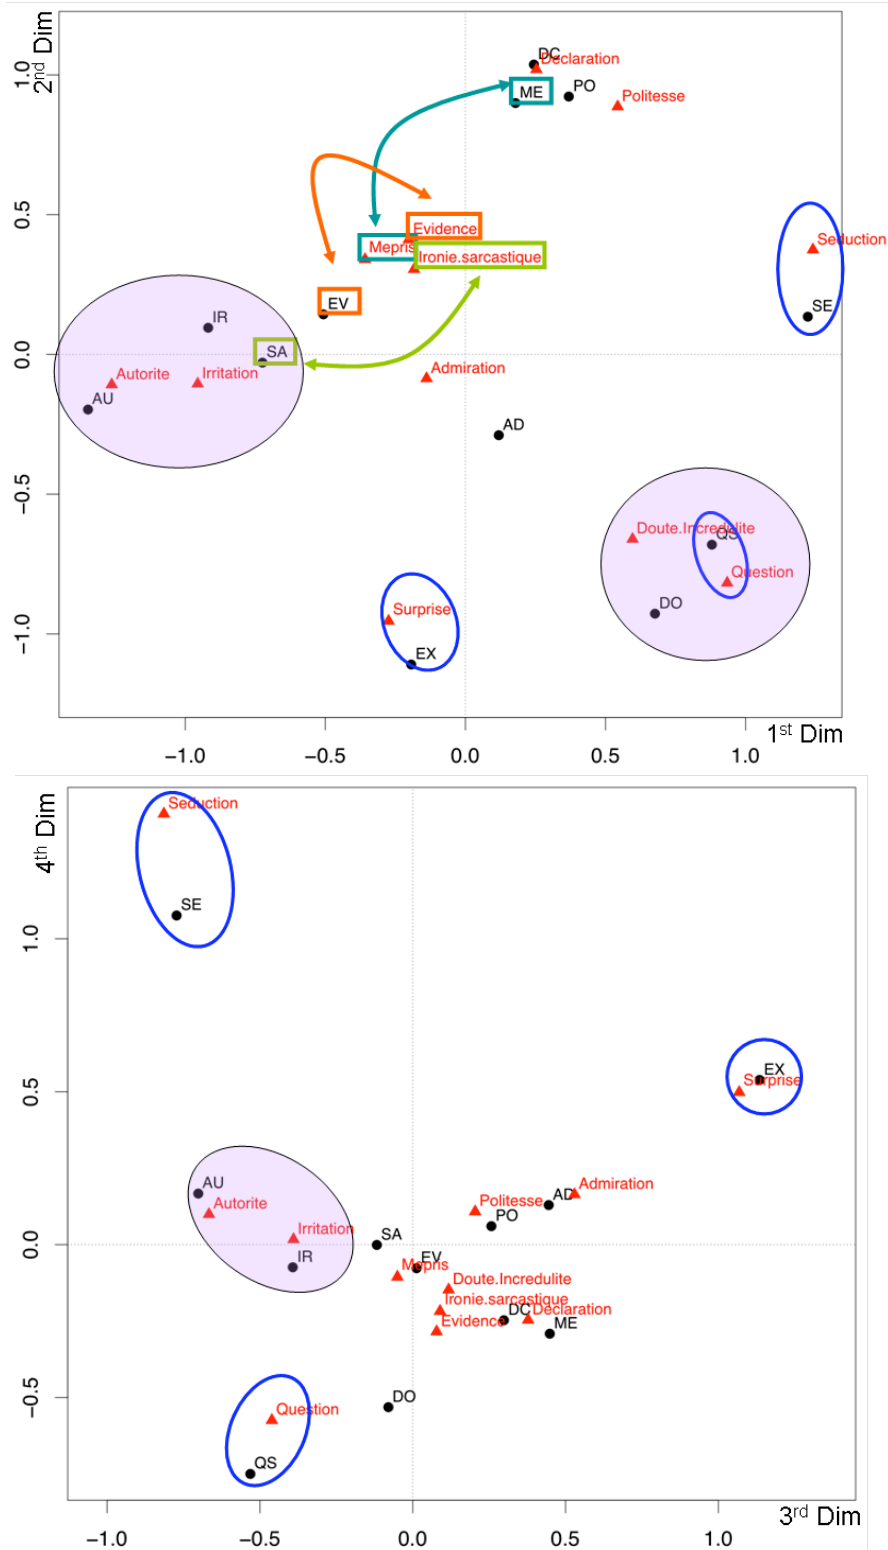 2nd Dim
1.0
0.5
0.0
−0.5
−1.0
DC
Declaration
ME
PO
Politesse
Evidence
Mepris
Ironie.sarcastique
Seduction
EV
SE
IR
SA
Autorite
Irritation
Admiration
AU
AD
Doute.Incredulite
QS
Question
DO
Surprise
EX
−1.0 −0.5 0.0 0.5 1.0
1st Dim
4th Dim
1.0
0.5
0.0
−0.5
Seduction
SE
EX
Surprise
AU
Autorite
Irritation
IR
SA
Admiration
AD
Politesse
PO
EV
Mepris
Doute.Incredulite
Ironie.sarcastique
DC
Declaration
Evidence
ME
DO
Question
QS
−1.0 −0.5 0.0 0.5 1.0
3rd Dim